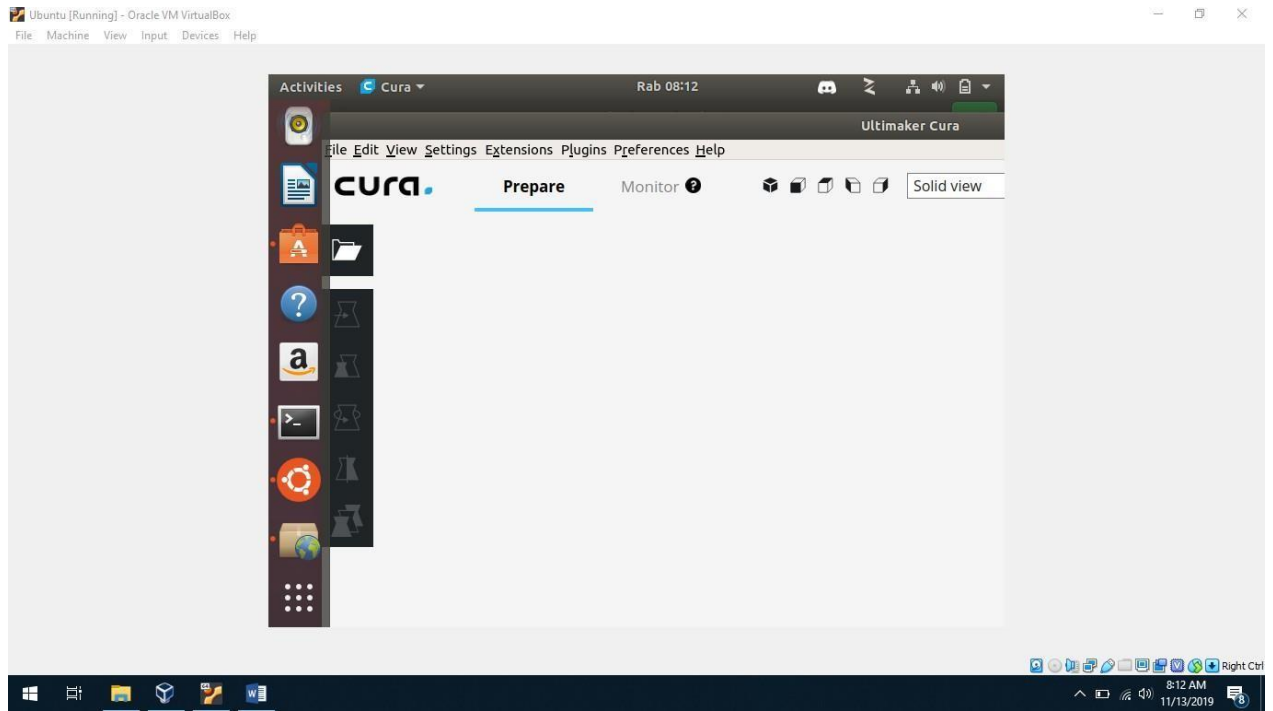 Ubuntu [Running] - Oracle VM VirtualBox
File Machine View Input Devices Help
Activities Cura Rab 08:12
Ultimaker Cura
File Edit View Settings Extensions Plugins Preferences Help
cura. Prepare Monitor ? Solid view
A
?
a
>_
Right Ctrl
W 8:12 AM
11/13/2019 8